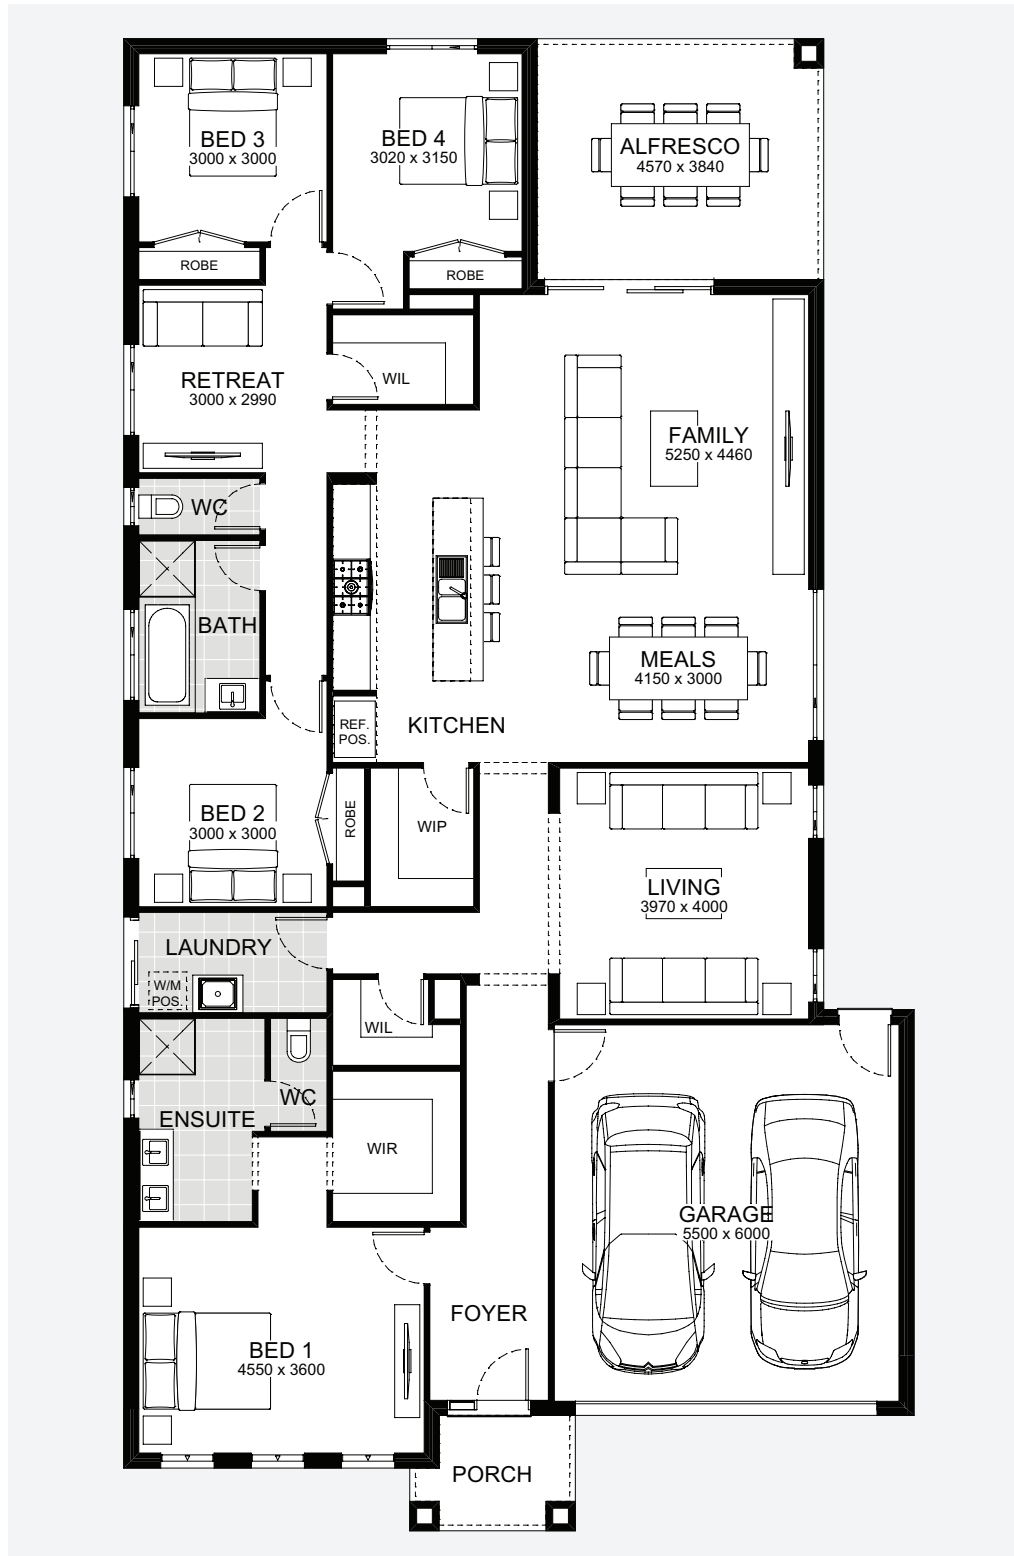 BED 3
3000 x 3000
BED 4
3020 x 3150
ALFRESCO
4570 x 3840
ROBE
ROBE
RETREAT
3000 x 2990
WIL
FAMILY
5250 x 4460
WC
BATH
MEALS
4150 x 3000
REF.
POS.
KITCHEN
BED 2
3000 x 3000
ROBE
WIP
LIVING
3970 x 4000
LAUNDRY
W/M
POS.
WIL
WC
ENSUITE
WIR
GARAGE
5500 x 6000
FOYER
BED 1
4550 x 3600
PORCH